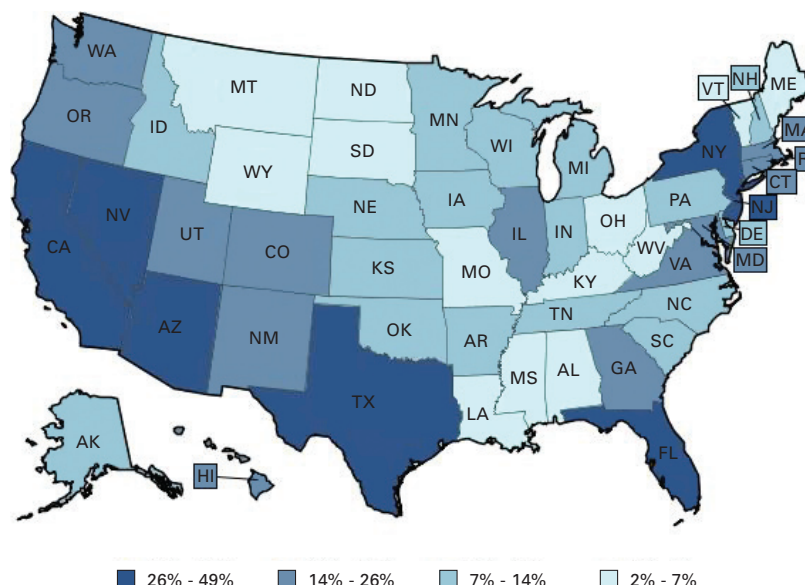 WA
MT
ND
MN
VT
NH
ME
OR
ID
SD
WI
MI
NY
MA
WY
CT
NE
IA
PA
NJ
NV
UT
CO
IL
IN
OH
DE
CA
KS
MO
WV
VA
MD
KY
NC
AZ
NM
OK
AR
TN
SC
TX
MS
AL
GA
LA
AK
FL
HI
26% - 49%
14% - 26%
7% - 14%
2% - 7%